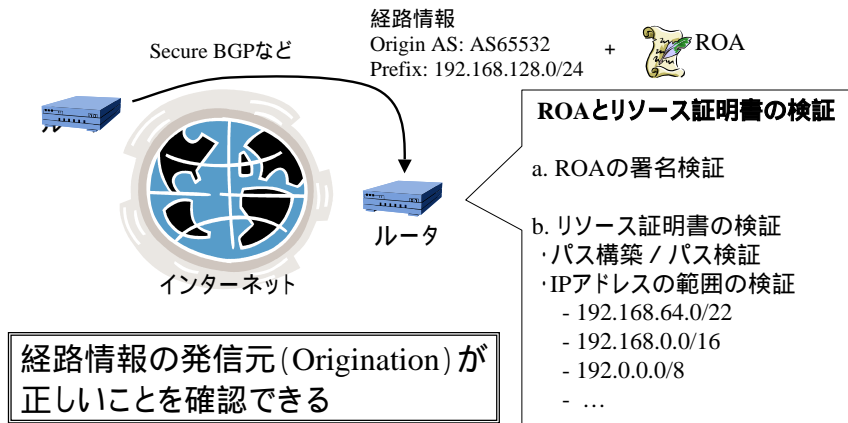 Secure BGPなど
経路情報
Origin AS: AS65532
Prefix: 192.168.128.0/24
+
ROA
ル
ルータ
インターネット
ROAとリソース証明書の検証
a. ROAの署名検証
b. リソース証明書の検証
・パス構築 / パス検証
・IPアドレスの範囲の検証
- 192.168.64.0/22
- 192.168.0.0/16
- 192.0.0.0/8
- …
経路情報の発信元(Origination)が
正しいことを確認できる